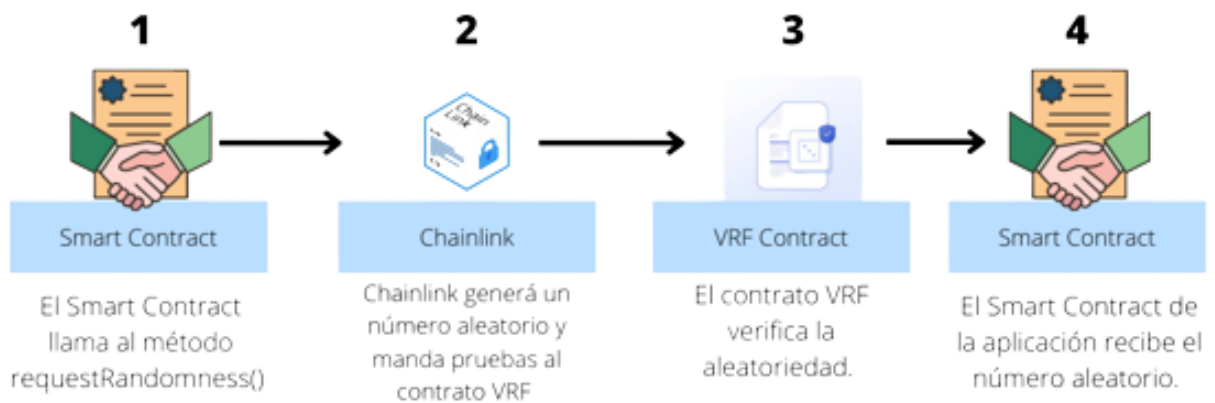 1
2
3
4
Chain
Link
Smart Contract
Chainlink
VRF Contract
Smart Contract
El Smart Contract
llama al método
requestRandomness()
Chainlink generá un
número aleatorio y
manda pruebas al
contrato VRF
El contrato VRF
verifica la
aleatoriedad.
El Smart Contract de
la aplicación recibe el
número aleatorio.